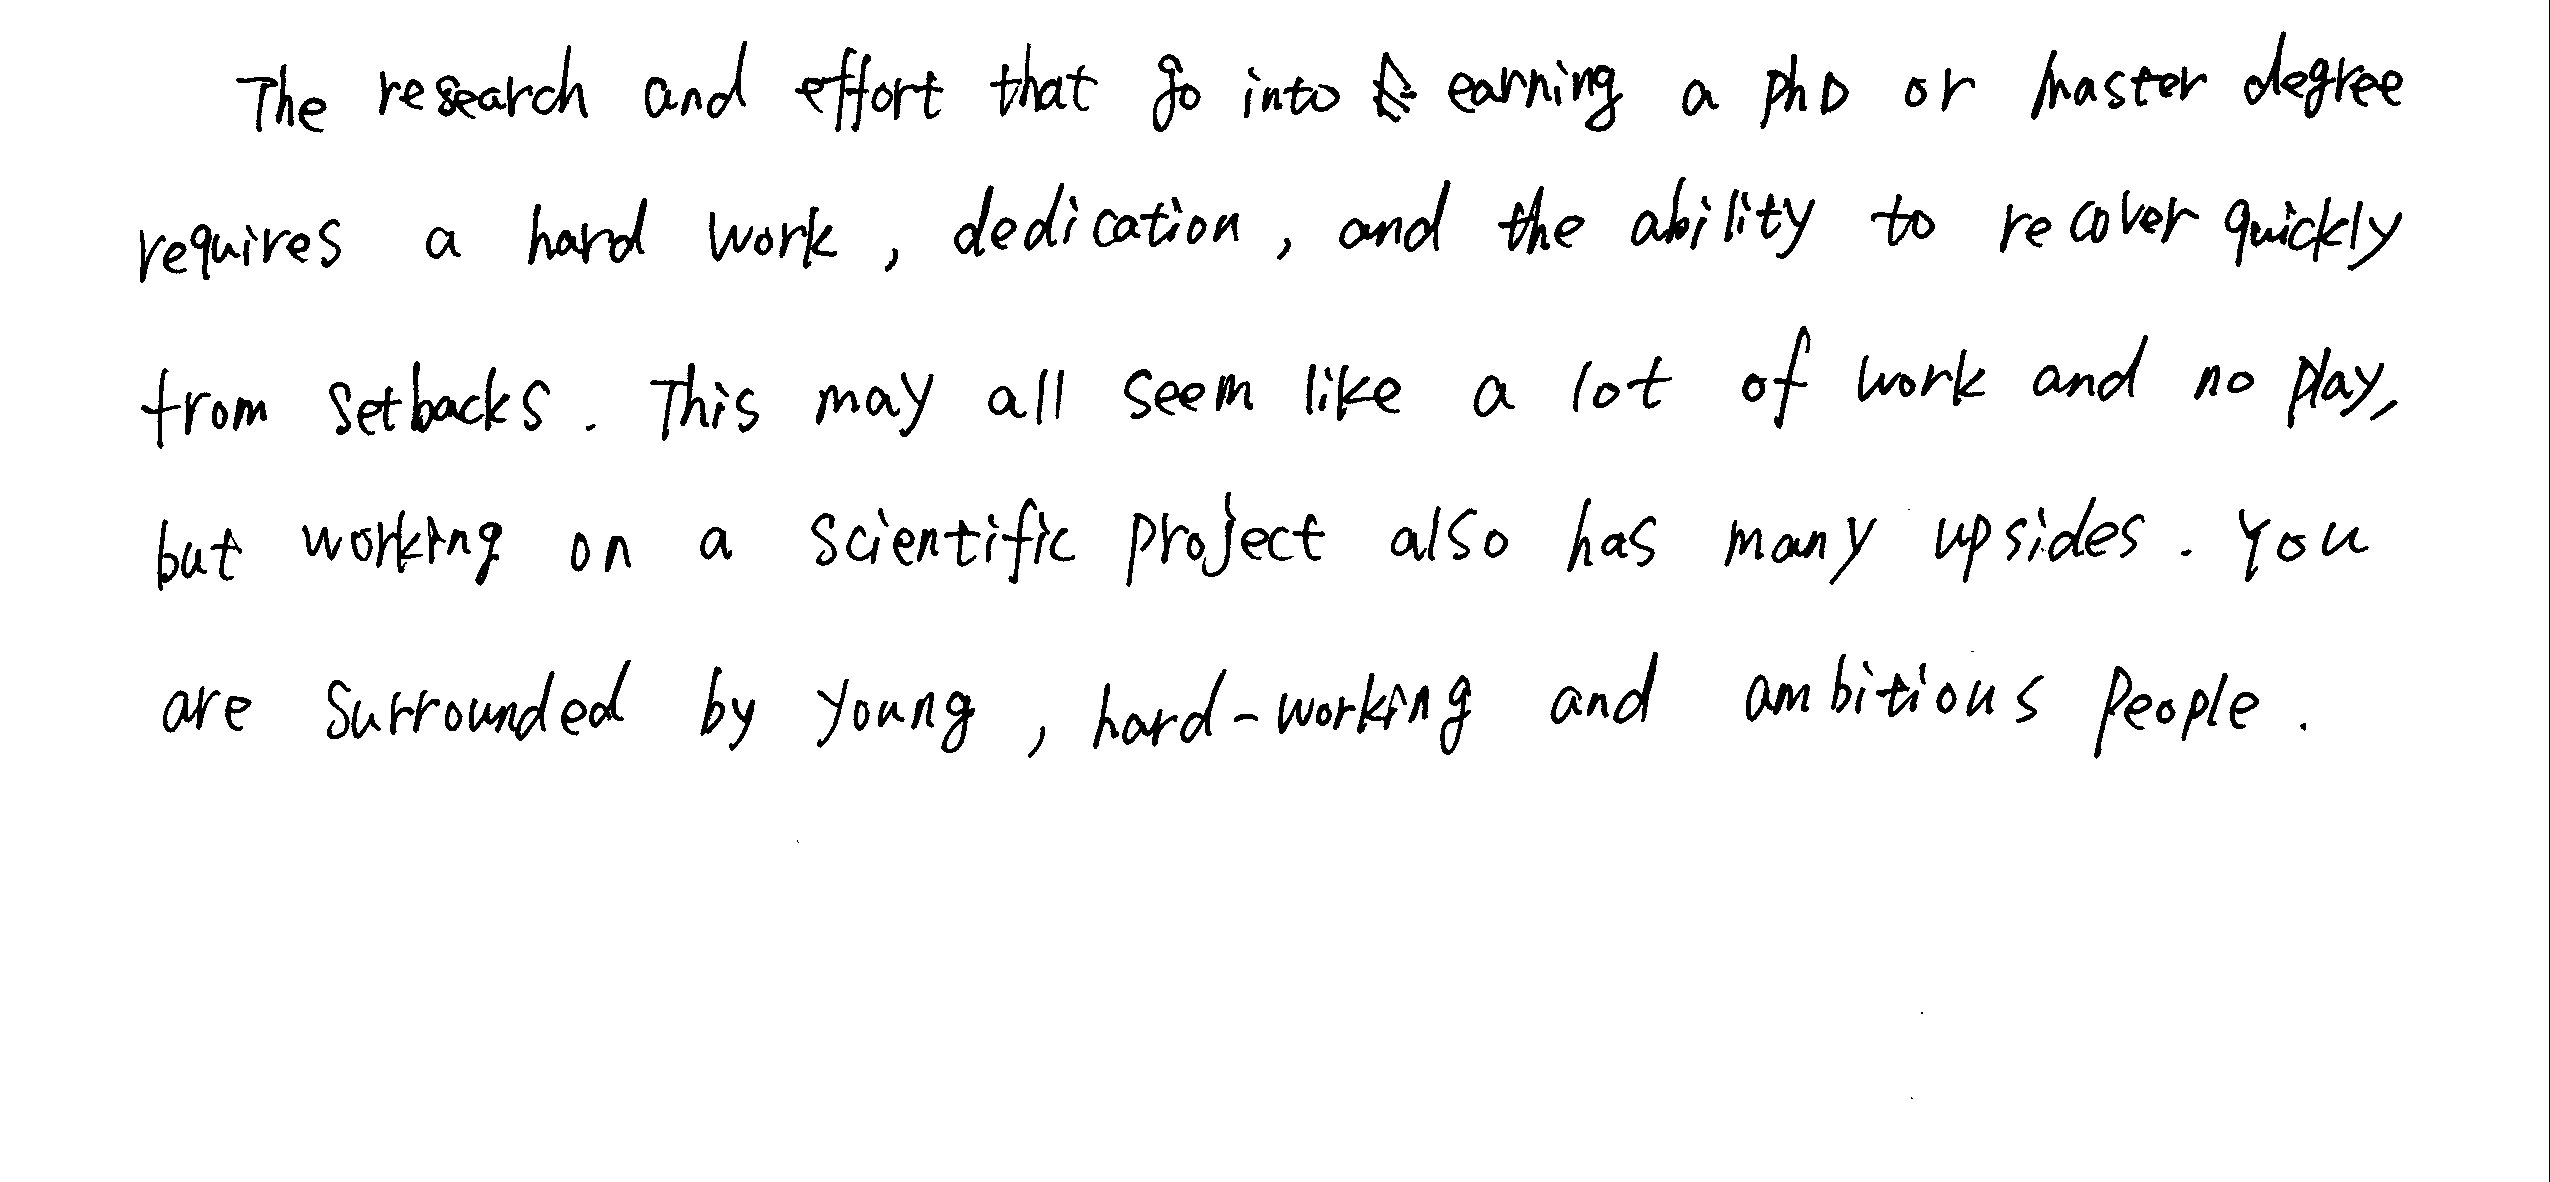 The research and effort that go into earning a PhD or master degree
requires a hard work, dedication, and the ability to recover quickly
from setbacks. This may all seem like a lot of work and no play,
but working on a scientific project also has many upsides. You
are surrounded by young, hard-working and ambitious people.